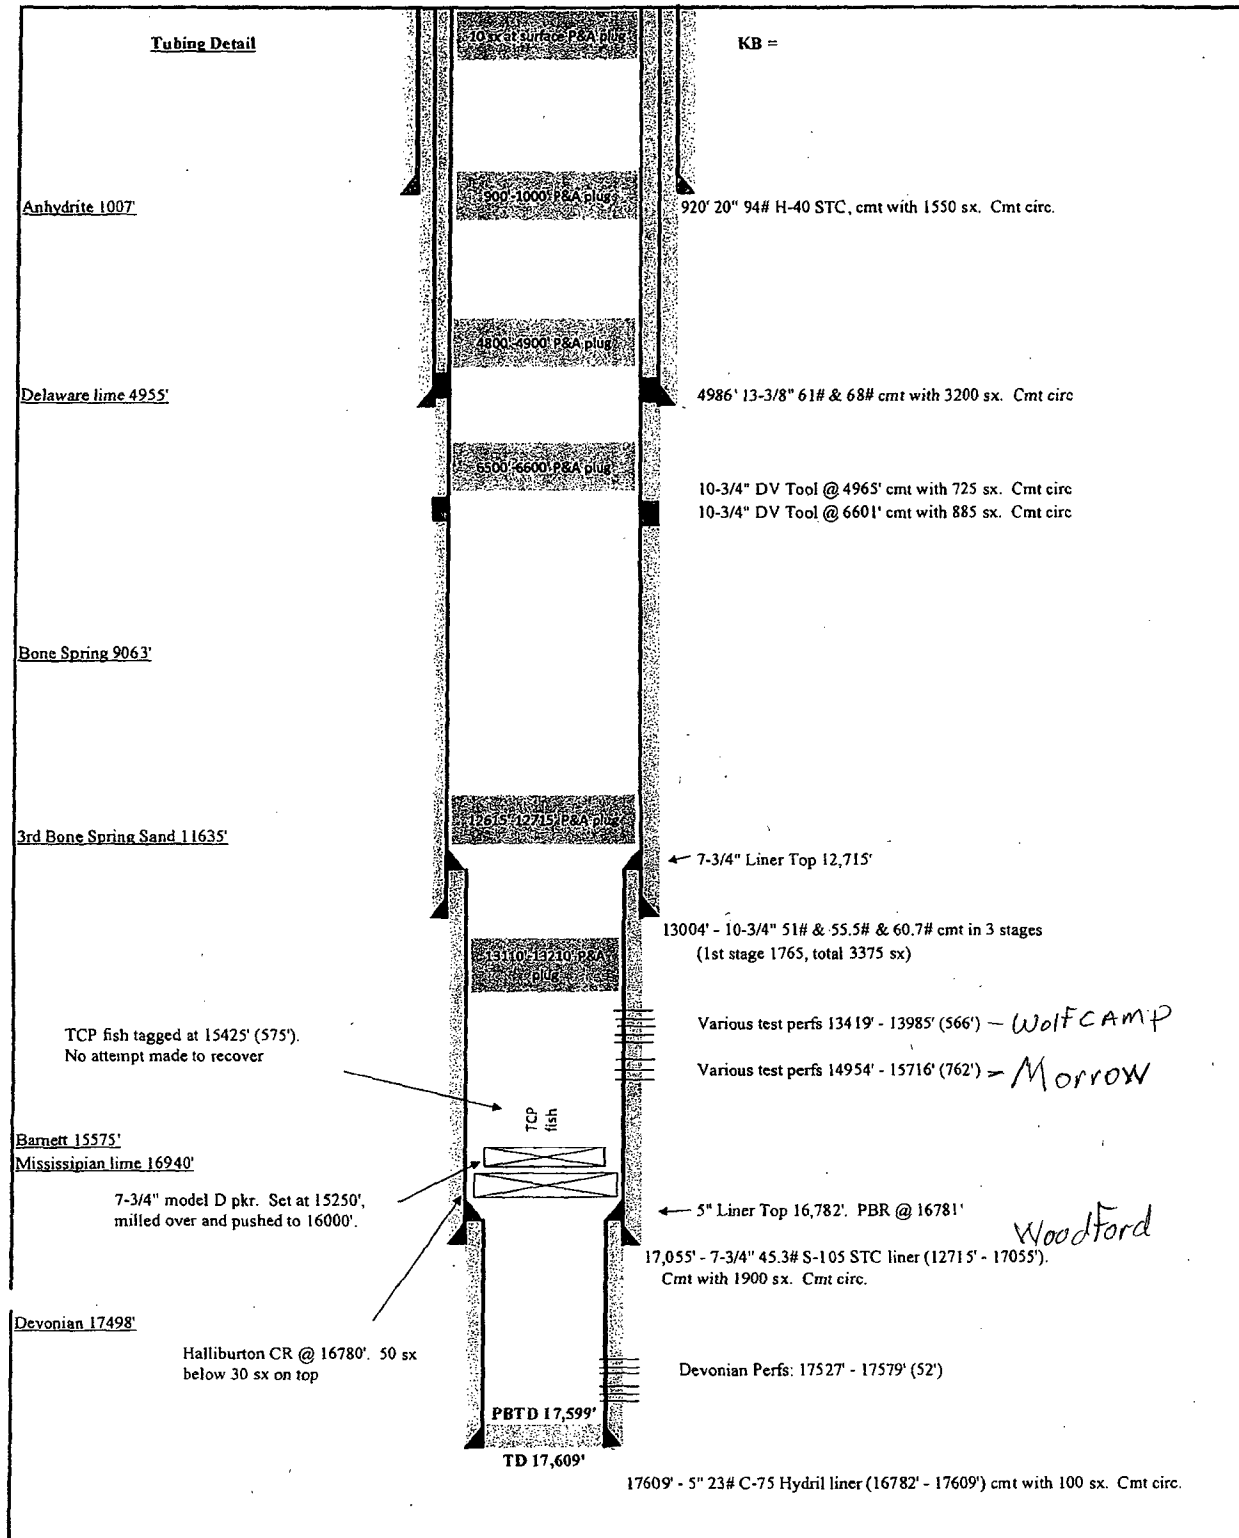 Tubing Detail
10 sx at surface P&A plug
KB =
900'-1000' P&A plug
Anhydrite 1007'
920' 20" 94# H-40 STC, cmt with 1550 sx. Cmt circ.
4800'-4900' P&A plug
Delaware lime 4955'
4986' 13-3/8" 61# & 68# cmt with 3200 sx. Cmt circ
6500'-6600' P&A plug
10-3/4" DV Tool @ 4965' cmt with 725 sx. Cmt circ
10-3/4" DV Tool @ 6601' cmt with 885 sx. Cmt circ
Bone Spring 9063'
12615'-12715' P&A plug
3rd Bone Spring Sand 11635'
7-3/4" Liner Top 12,715'
13004' - 10-3/4" 51# & 55.5# & 60.7# cmt in 3 stages
(1st stage 1765, total 3375 sx)
13110'-13210' P&A
plug
Various test perfs 13419' - 13985' (566') - WolfCAMP
TCP fish tagged at 15425' (575').
No attempt made to recover
Various test perfs 14954' - 15716' (762') - Morrow
TCP
fish
Barnett 15575'
Mississipian lime 16940'
7-3/4" model D pkr. Set at 15250',
milled over and pushed to 16000'.
5" Liner Top 16,782'. PBR @ 16781'
Woodford
17,055' - 7-3/4" 45.3# S-105 STC liner (12715' - 17055').
Cmt with 1900 sx. Cmt circ.
Devonian 17498'
Halliburton CR @ 16780'. 50 sx
below 30 sx on top
Devonian Perfs: 17527' - 17579' (52')
PBTD 17,599'
TD 17,609'
17609' - 5" 23# C-75 Hydril liner (16782' - 17609') cmt with 100 sx. Cmt circ.